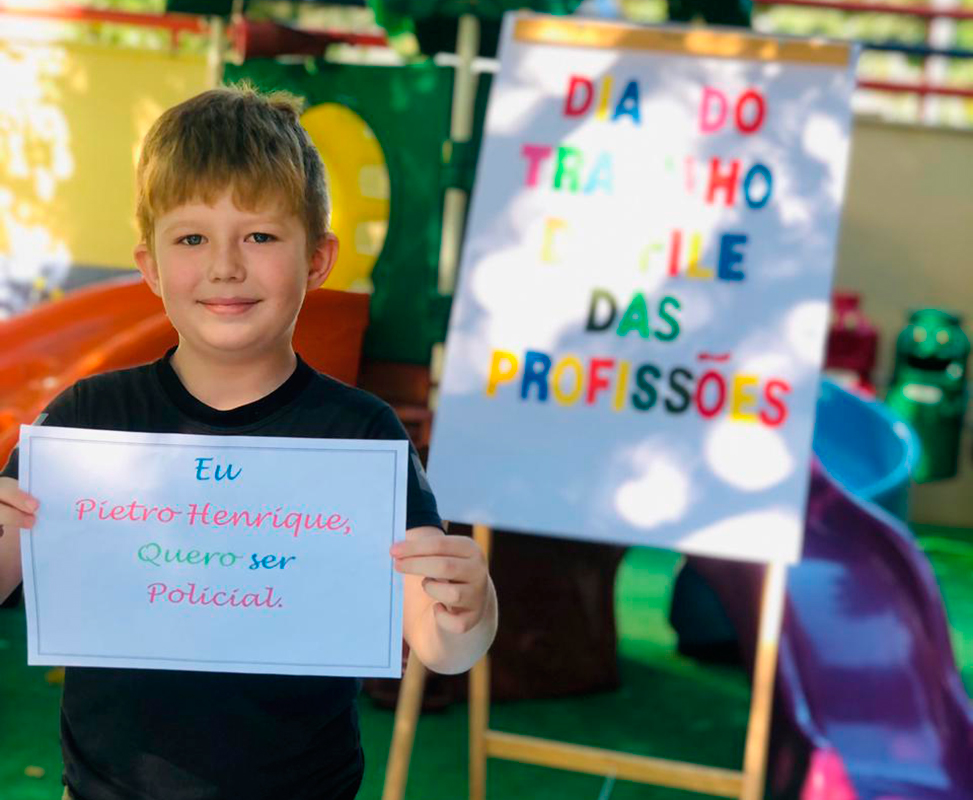 Eu
Pietro Henrique,
Quero ser
Policial.
DIA DO
DAS
PROFISSÕES